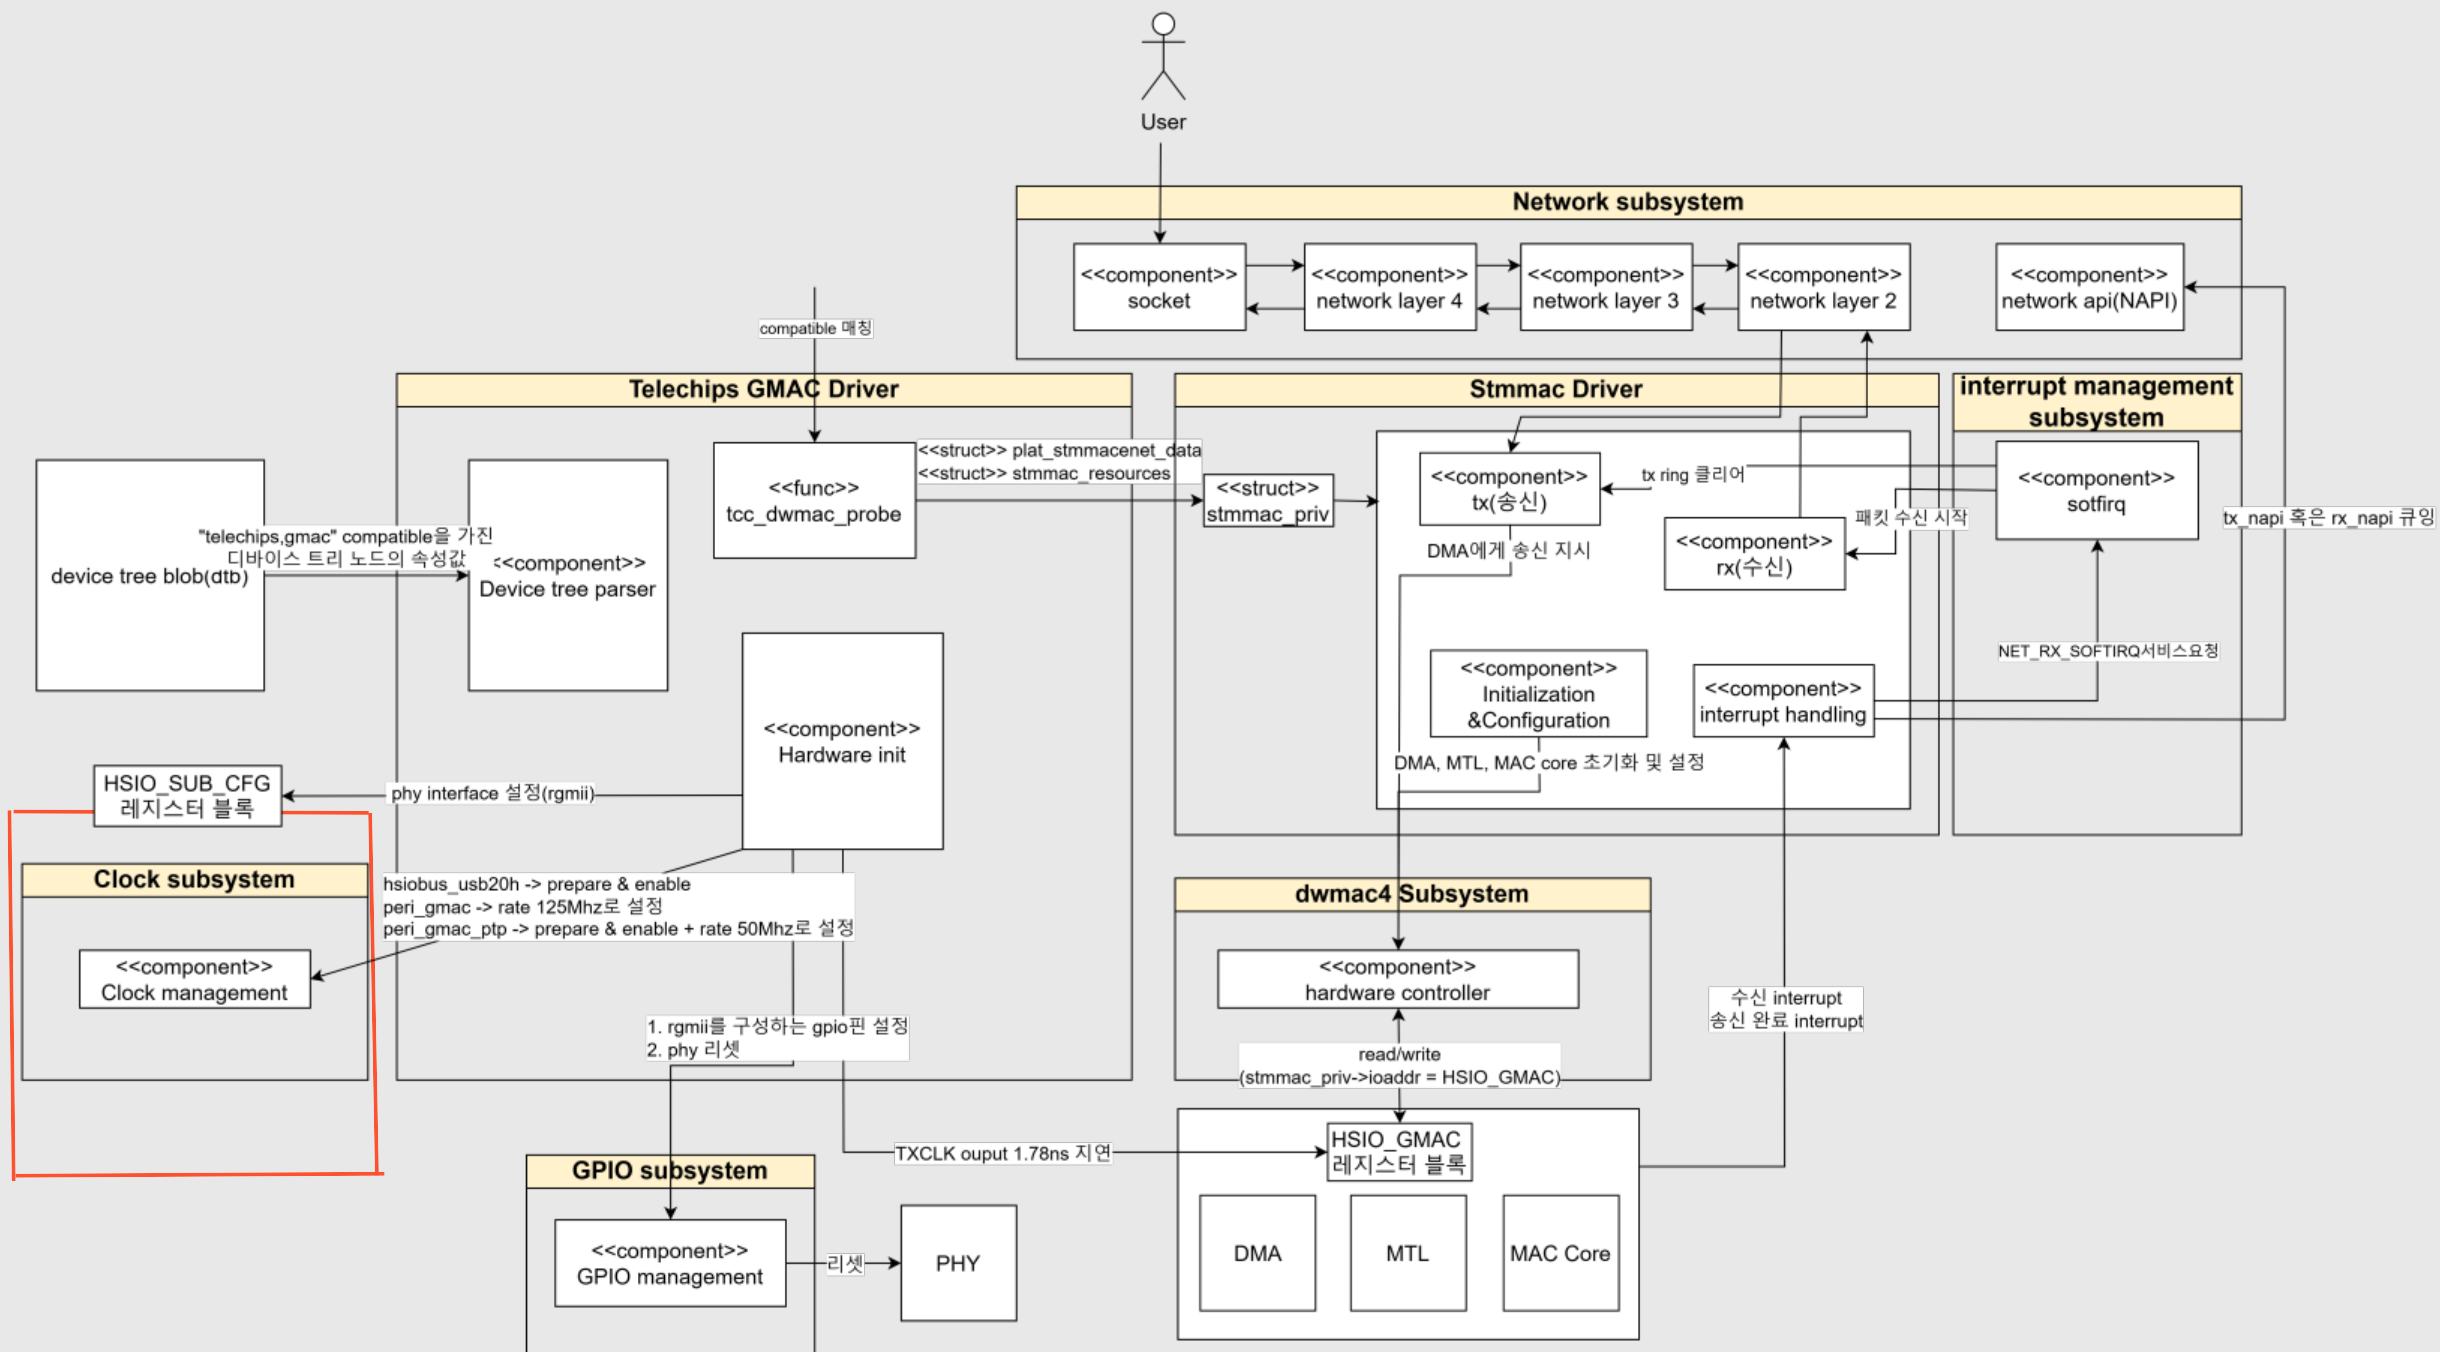 User
Network subsystem
<<component>>
socket
<<component>>
network layer 4
<<component>>
network layer 3
<<component>>
network layer 2
<<component>>
network api(NAPI)
compatible 매칭
Telechips GMAC Driver
Stmmac Driver
interrupt management
subsystem
device tree blob(dtb)
"telechips,gmac" compatible을 가진
디바이스 트리 노드의 속성값
<<component>>
Device tree parser
<<func>>
tcc_dwmac_probe
<<struct>> plat_stmmacenet_data
<<struct>> stmmac_resources
<<struct>>
stmmac_priv
<<component>>
tx(송신)
tx ring 클리어
<<component>>
rx(수신)
패킷 수신 시작
<<component>>
sotfirq
tx_napi 혹은 rx_napi 큐잉
DMA에게 송신 지시
NET_RX_SOFTIRQ서비스요청
<<component>>
Initialization
&Configuration
<<component>>
interrupt handling
DMA, MTL, MAC core 초기화 및 설정
<<component>>
Hardware init
HSIO_SUB_CFG
레지스터 블록
phy interface 설정(rgmii)
Clock subsystem
<<component>>
Clock management
hsiobus_usb20h -> prepare & enable
peri_gmac -> rate 125Mhz로 설정
peri_gmac_ptp -> prepare & enable + rate 50Mhz로 설정
1. rgmii를 구성하는 gpio핀 설정
2. phy 리셋
dwmac4 Subsystem
<<component>>
hardware controller
read/write
(stmmac_priv->ioaddr = HSIO_GMAC)
수신 interrupt
송신 완료 interrupt
TXCLK ouput 1.78ns 지연
HSIO_GMAC
레지스터 블록
DMA
MTL
MAC Core
GPIO subsystem
<<component>>
GPIO management
리셋
PHY